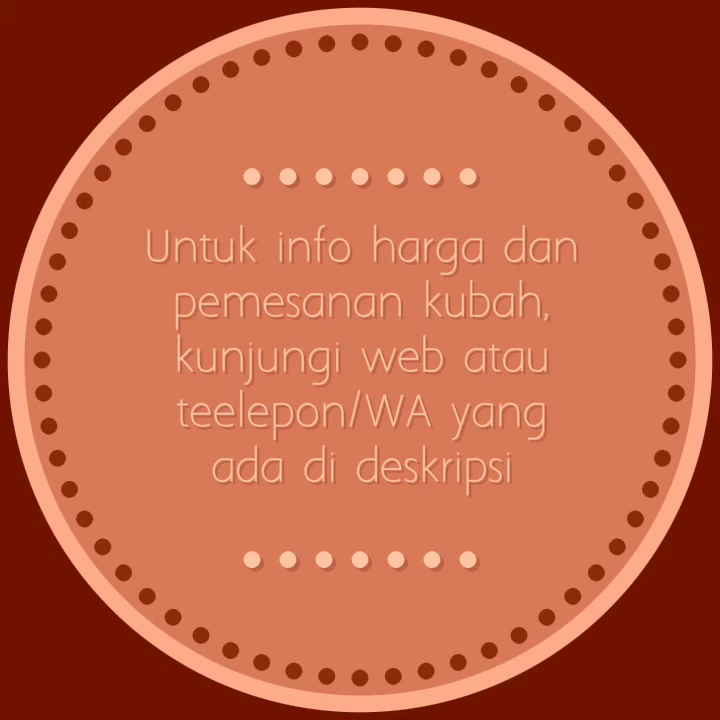 Untuk info harga dan
pemesanan kubah,
kunjungi web atau
teelepon/WA yang
ada di deskripsi